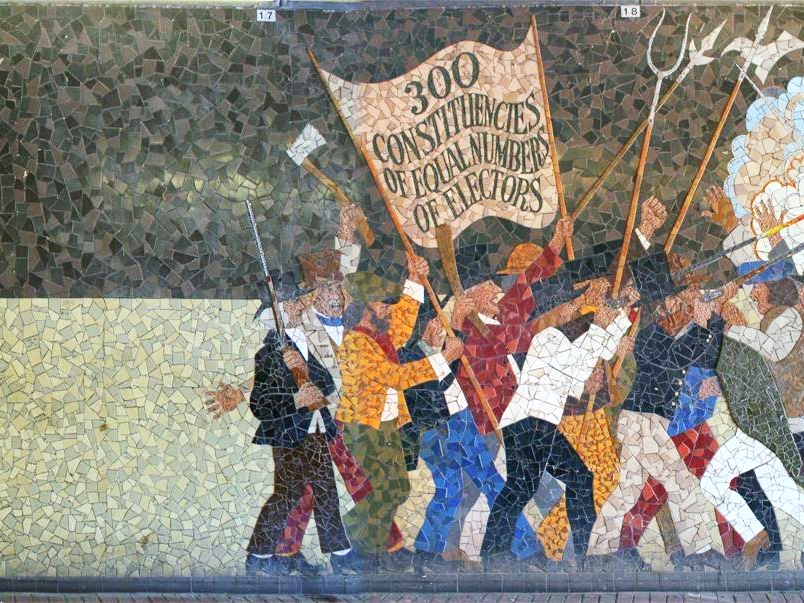 17
18
300
CONSTITUENCIES
OF EQUAL NUMBERS
OF ELECTORS